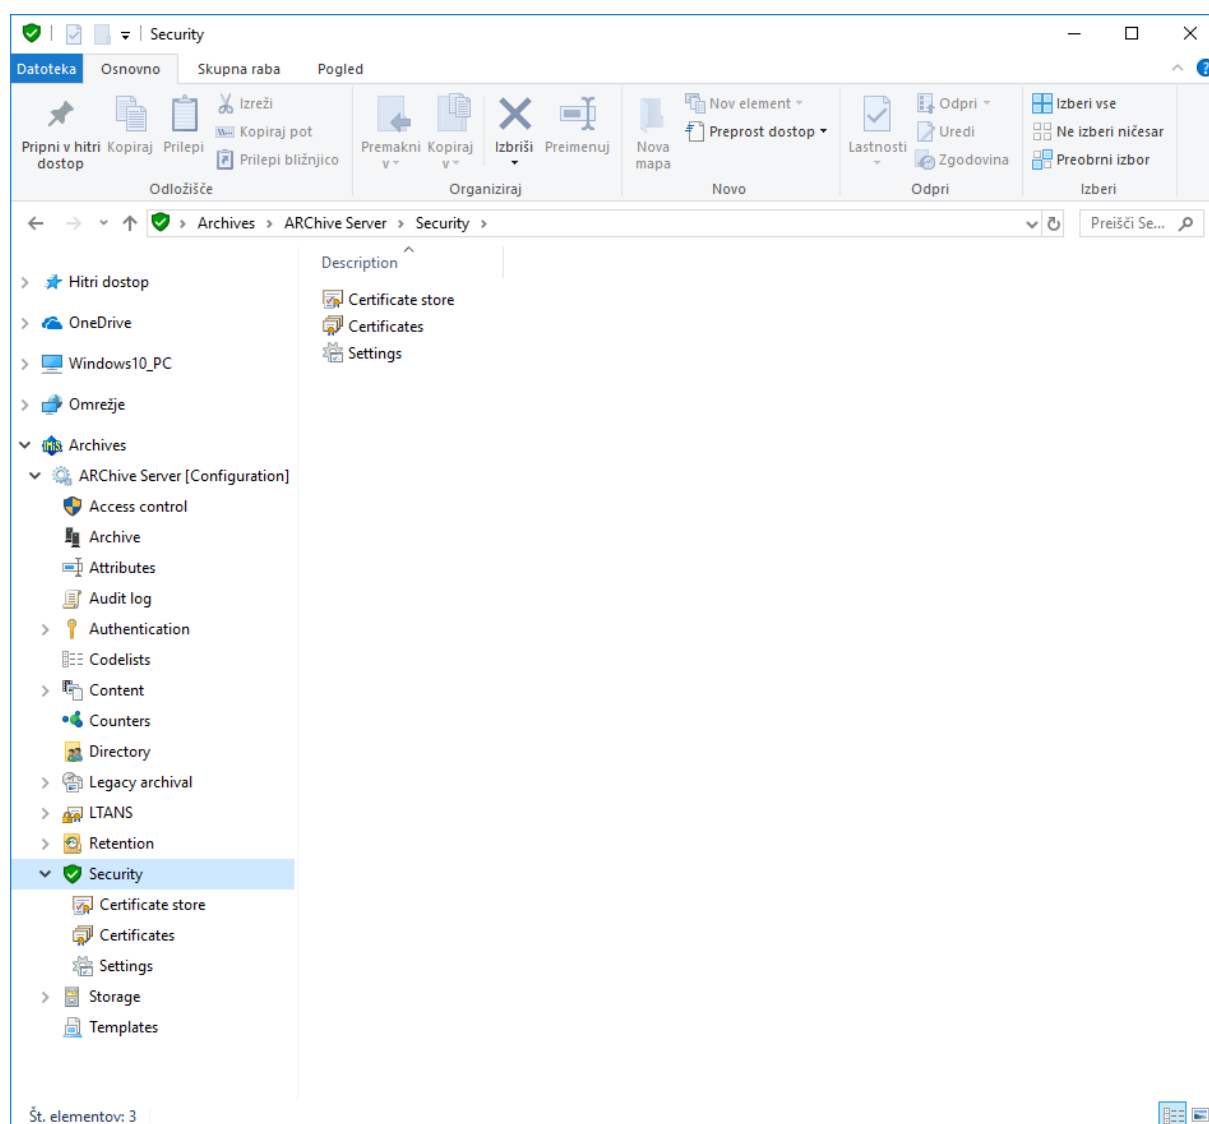 Security
Datoteka Osnovno Skupna raba Pogled
Pripni v hitri dostop
Kopiraj
Prilepi
Izreži
Kopiraj pot
Prilepi bližnjico
Odložišče
Premakni v
Kopiraj v
Izbriši
Preimenuj
Organiziraj
Nova mapa
Nov element
Preprost dostop
Novo
Lastnosti
Odpri
Uredi
Zgodovina
Odpri
Izberi vse
Ne izberi ničesar
Preobrni izbor
Izberi
Archives > ARChive Server > Security >
Preišči Se...
Hitri dostop
OneDrive
Windows10_PC
Omrežje
Archives
ARChive Server [Configuration]
Access control
Archive
Attributes
Audit log
Authentication
Codelists
Content
Counters
Directory
Legacy archival
LTANS
Retention
Security
Certificate store
Certificates
Settings
Storage
Templates
Description
Certificate store
Certificates
Settings
Št. elementov: 3